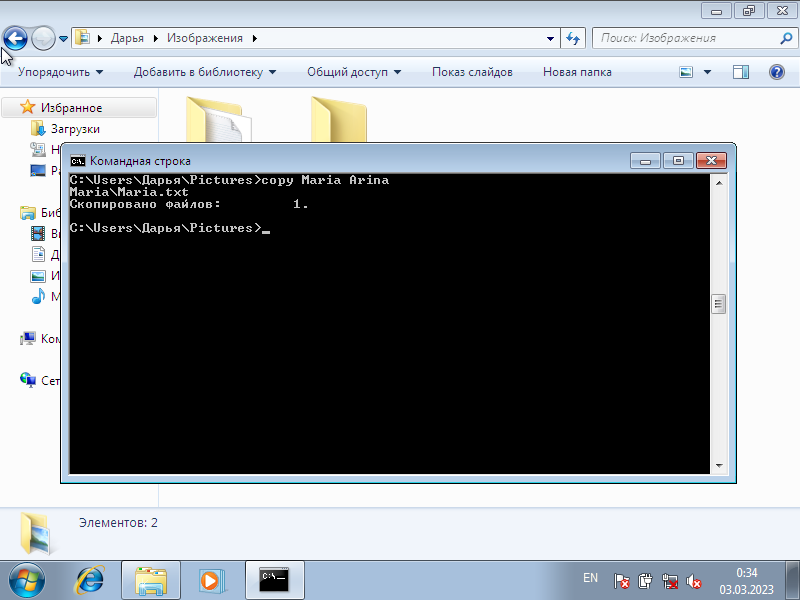 Дарья Изображения
Поиск: Изображения
Упорядочить Добавить в библиотеку Общий доступ Показ слайдов Новая папка
Избранное
Загрузки
Командная строка
C:\Users\Дарья\Pictures>copy Maria Arina
Maria\Maria.txt
Скопировано файлов: 1.
C:\Users\Дарья\Pictures>_
Элементов: 2
C:\
EN
0:34
03.03.2023